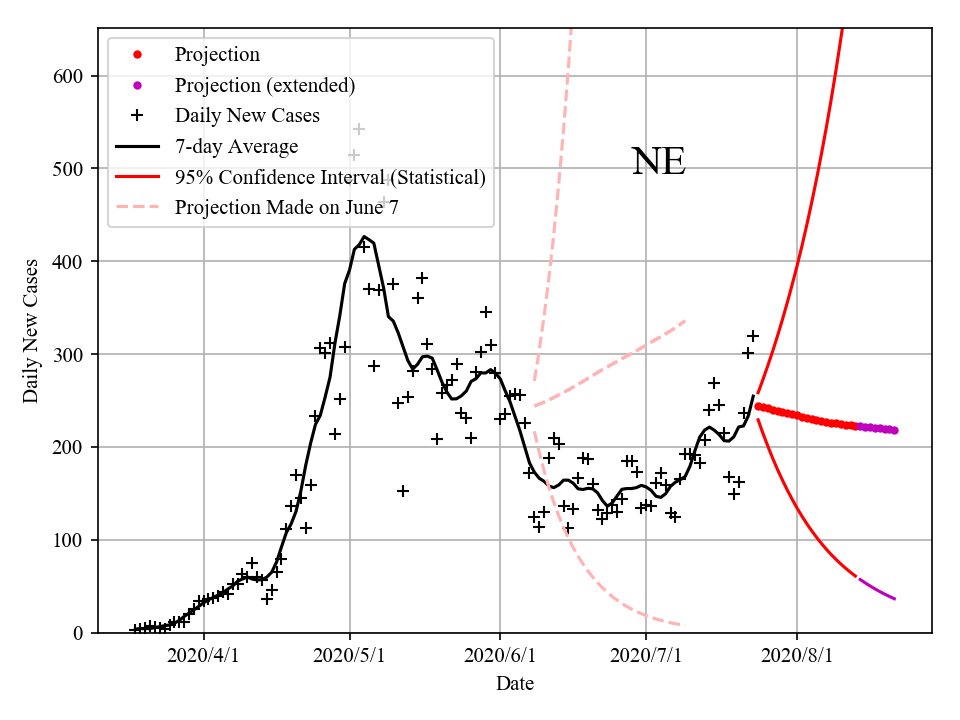 Projection
Projection (extended)
Daily New Cases
7-day Average
95% Confidence Interval (Statistical)
Projection Made on June 7
NE
600
500
400
300
200
100
0
Daily New Cases
2020/4/1 2020/5/1 2020/6/1 2020/7/1 2020/8/1
Date